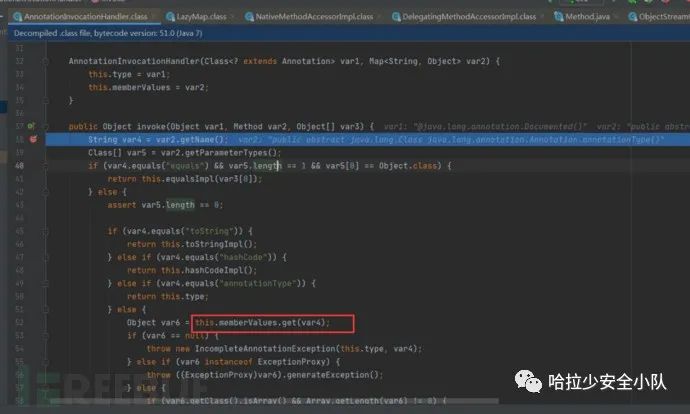 AnnotationInvocationHandler.class × LazyMap.class × NativeMethodAccessorImpl.class × DelegatingMethodAccessorImpl.class × Method.java × ObjectStream
Decompiled .class file, bytecode version: 51.0 (Java 7)
31
32 AnnotationInvocationHandler(Class<? extends Annotation> var1, Map<String, Object> var2) {
33 this.type = var1;
34 this.memberValues = var2;
35 }
36
37 public Object invoke(Object var1, Method var2, Object[] var3) { var1: "@java.lang.annotation.Documented()" var2: "public abstr
38 String var4 = var2.getName(); var2: "public abstract java.lang.Class java.lang.annotation.Annotation.annotationType()"
39 Class[] var5 = var2.getParameterTypes();
40 if (var4.equals("equals") && var5.length == 1 && var5[0] == Object.class) {
41 return this.equalsImpl(var3[0]);
42 } else {
43 assert var5.length == 0;
44
45 if (var4.equals("toString")) {
46 return this.toStringImpl();
47 } else if (var4.equals("hashCode")) {
48 return this.hashCodeImpl();
49 } else if (var4.equals("annotationType")) {
50 return this.type;
51 } else {
52 Object var6 = this.memberValues.get(var4);
53 if (var6 == null) {
54 throw new IncompleteAnnotationException(this.type, var4);
55 } else if (var6 instanceof ExceptionProxy) {
56 throw ((ExceptionProxy)var6).generateException();
57 } else {
58 if (var6.getClass().isArray() && Array.getLength(var6) != 0) {
FREEBUF
哈拉少安全小队